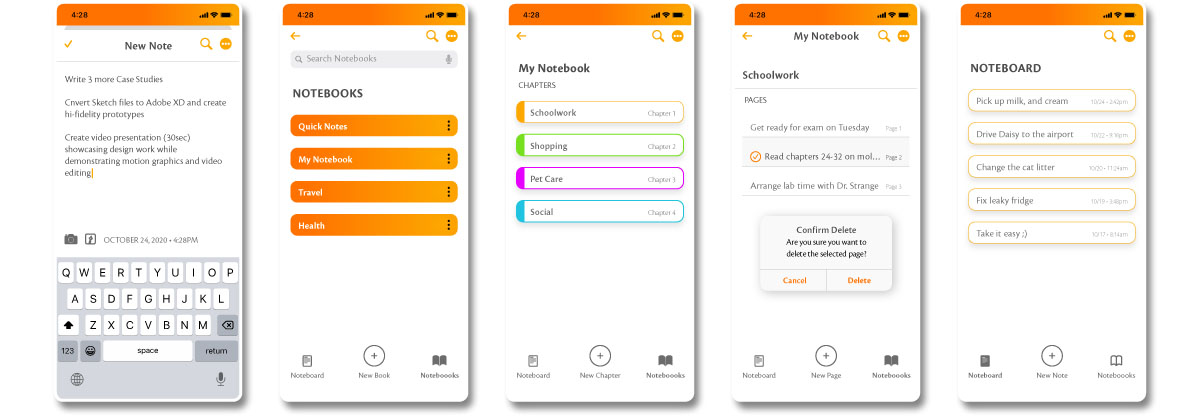 4:28
New Note
Write 3 more Case Studies
Cnvert Sketch files to Adobe XD and create
hi-fidelity prototypes
Create video presentation (30sec)
showcasing design work while
demonstrating motion graphics and video
editing
OCTOBER 24, 2020 • 4:28PM
Q W E R T Y U I O P
A S D F G H J K L
Z X C V B N M
123 space return
4:28
Search Notebooks
NOTEBOOKS
Quick Notes
My Notebook
Travel
Health
Noteboard New Book Noteboooks
4:28
My Notebook
CHAPTERS
Schoolwork Chapter 1
Shopping Chapter 2
Pet Care Chapter 3
Social Chapter 4
Noteboard New Chapter Noteboooks
4:28
My Notebook
Schoolwork
PAGES
Get ready for exam on Tuesday Page 1
Read chapters 24-32 on mol... Page 2
Arrange lab time with Dr. Strange Page 3
Confirm Delete
Are you sure you want to
delete the selected page?
Cancel Delete
Noteboard New Page Noteboooks
4:28
NOTEBOARD
Pick up milk, and cream 10/24 • 2:42pm
Drive Daisy to the airport 10/22 • 9:16pm
Change the cat litter 10/20 • 11:24am
Fix leaky fridge 10/19 • 3:48pm
Take it easy ;) 10/17 • 8:14pm
Noteboard New Note Noteboooks